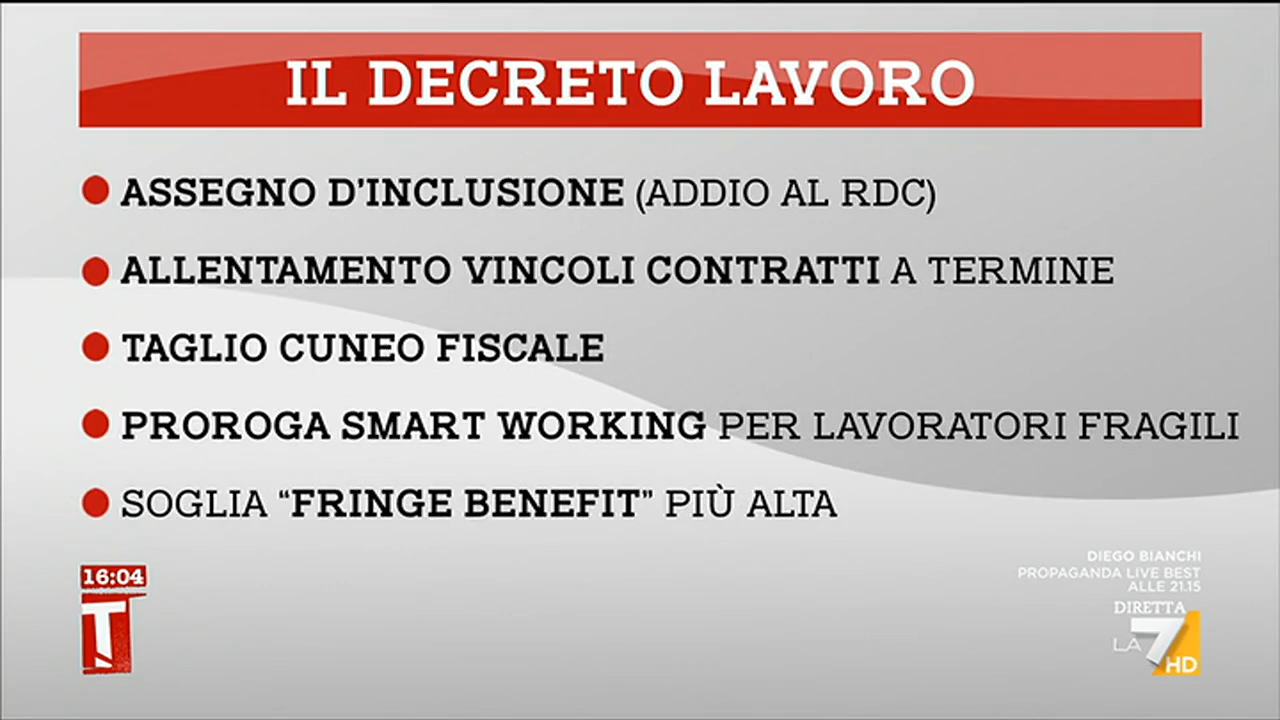 IL DECRETO LAVORO
ASSEGNO D'INCLUSIONE (ADDIO AL RDC)
ALLENTAMENTO VINCOLI CONTRATTI A TERMINE
TAGLIO CUNEO FISCALE
PROROGA SMART WORKING PER LAVORATORI FRAGILI
SOGLIA “FRINGE BENEFIT” PIÙ ALTA
16:04
T
DIEGO BIANCHI
PROPAGANDA LIVE BEST
ALLE 21.15
DIRETTA
LA7
HD